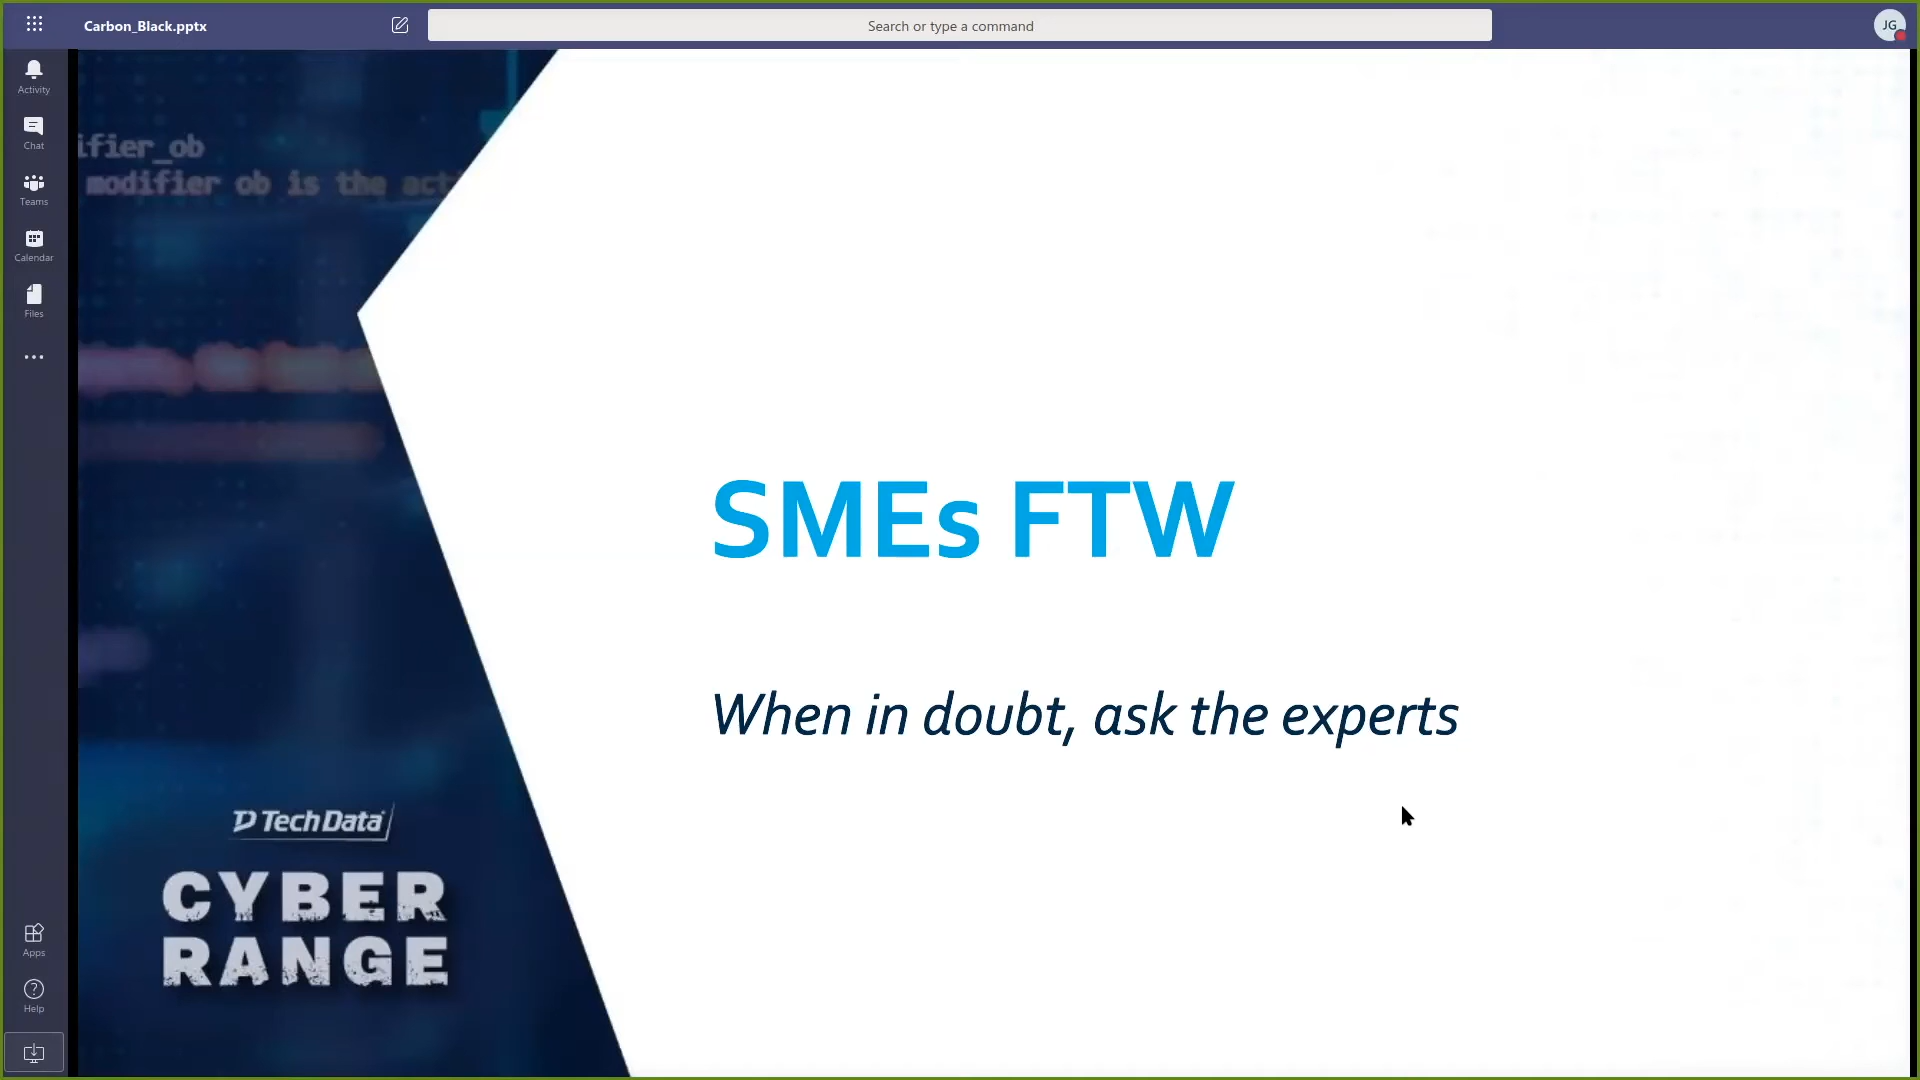 Carbon_Black.pptx
Search or type a command
JG
Activity
Chat
Teams
Calendar
Files
Apps
Help
ifier_ob
modifier ob is the acti
SMEs FTW
When in doubt, ask the experts
TechData
CYBER
RANGE